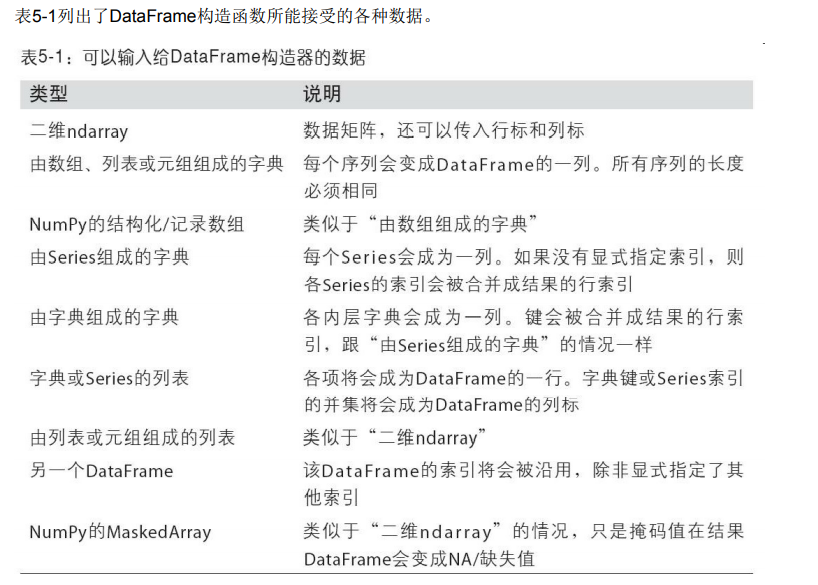 表5-1列出了DataFrame构造函数所能接受的各种数据。
表5-1：可以输入给DataFrame构造器的数据
类型 说明
二维ndarray 数据矩阵，还可以传入行标和列标
由数组、列表或元组组成的字典 每个序列会变成DataFrame的一列。所有序列的长度
必须相同
NumPy的结构化/记录数组 类似于“由数组组成的字典”
由Series组成的字典 每个Series会成为一列。如果没有显式指定索引，则
各Series的索引会被合并成结果的行索引
由字典组成的字典 各内层字典会成为一列。键会被合并成结果的行索
引，跟“由Series组成的字典”的情况一样
字典或Series的列表 各项将会成为DataFrame的一行。字典键或Series索引
的并集将会成为DataFrame的列标
由列表或元组组成的列表 类似于“二维ndarray”
另一个DataFrame 该DataFrame的索引将会被沿用，除非显式指定了其
他索引
NumPy的MaskedArray 类似于“二维ndarray”的情况，只是掩码值在结果
DataFrame会变成NA/缺失值